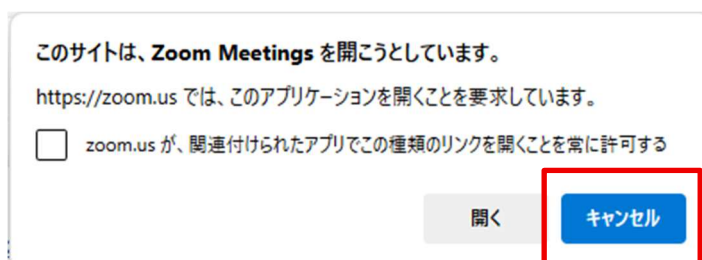 このサイトは、Zoom Meetings を開こうとしています。
https://zoom.us では、このアプリケーションを開くことを要求しています。
zoom.us が、関連付けられたアプリでこの種類のリンクを開くことを常に許可する
開く キャンセル